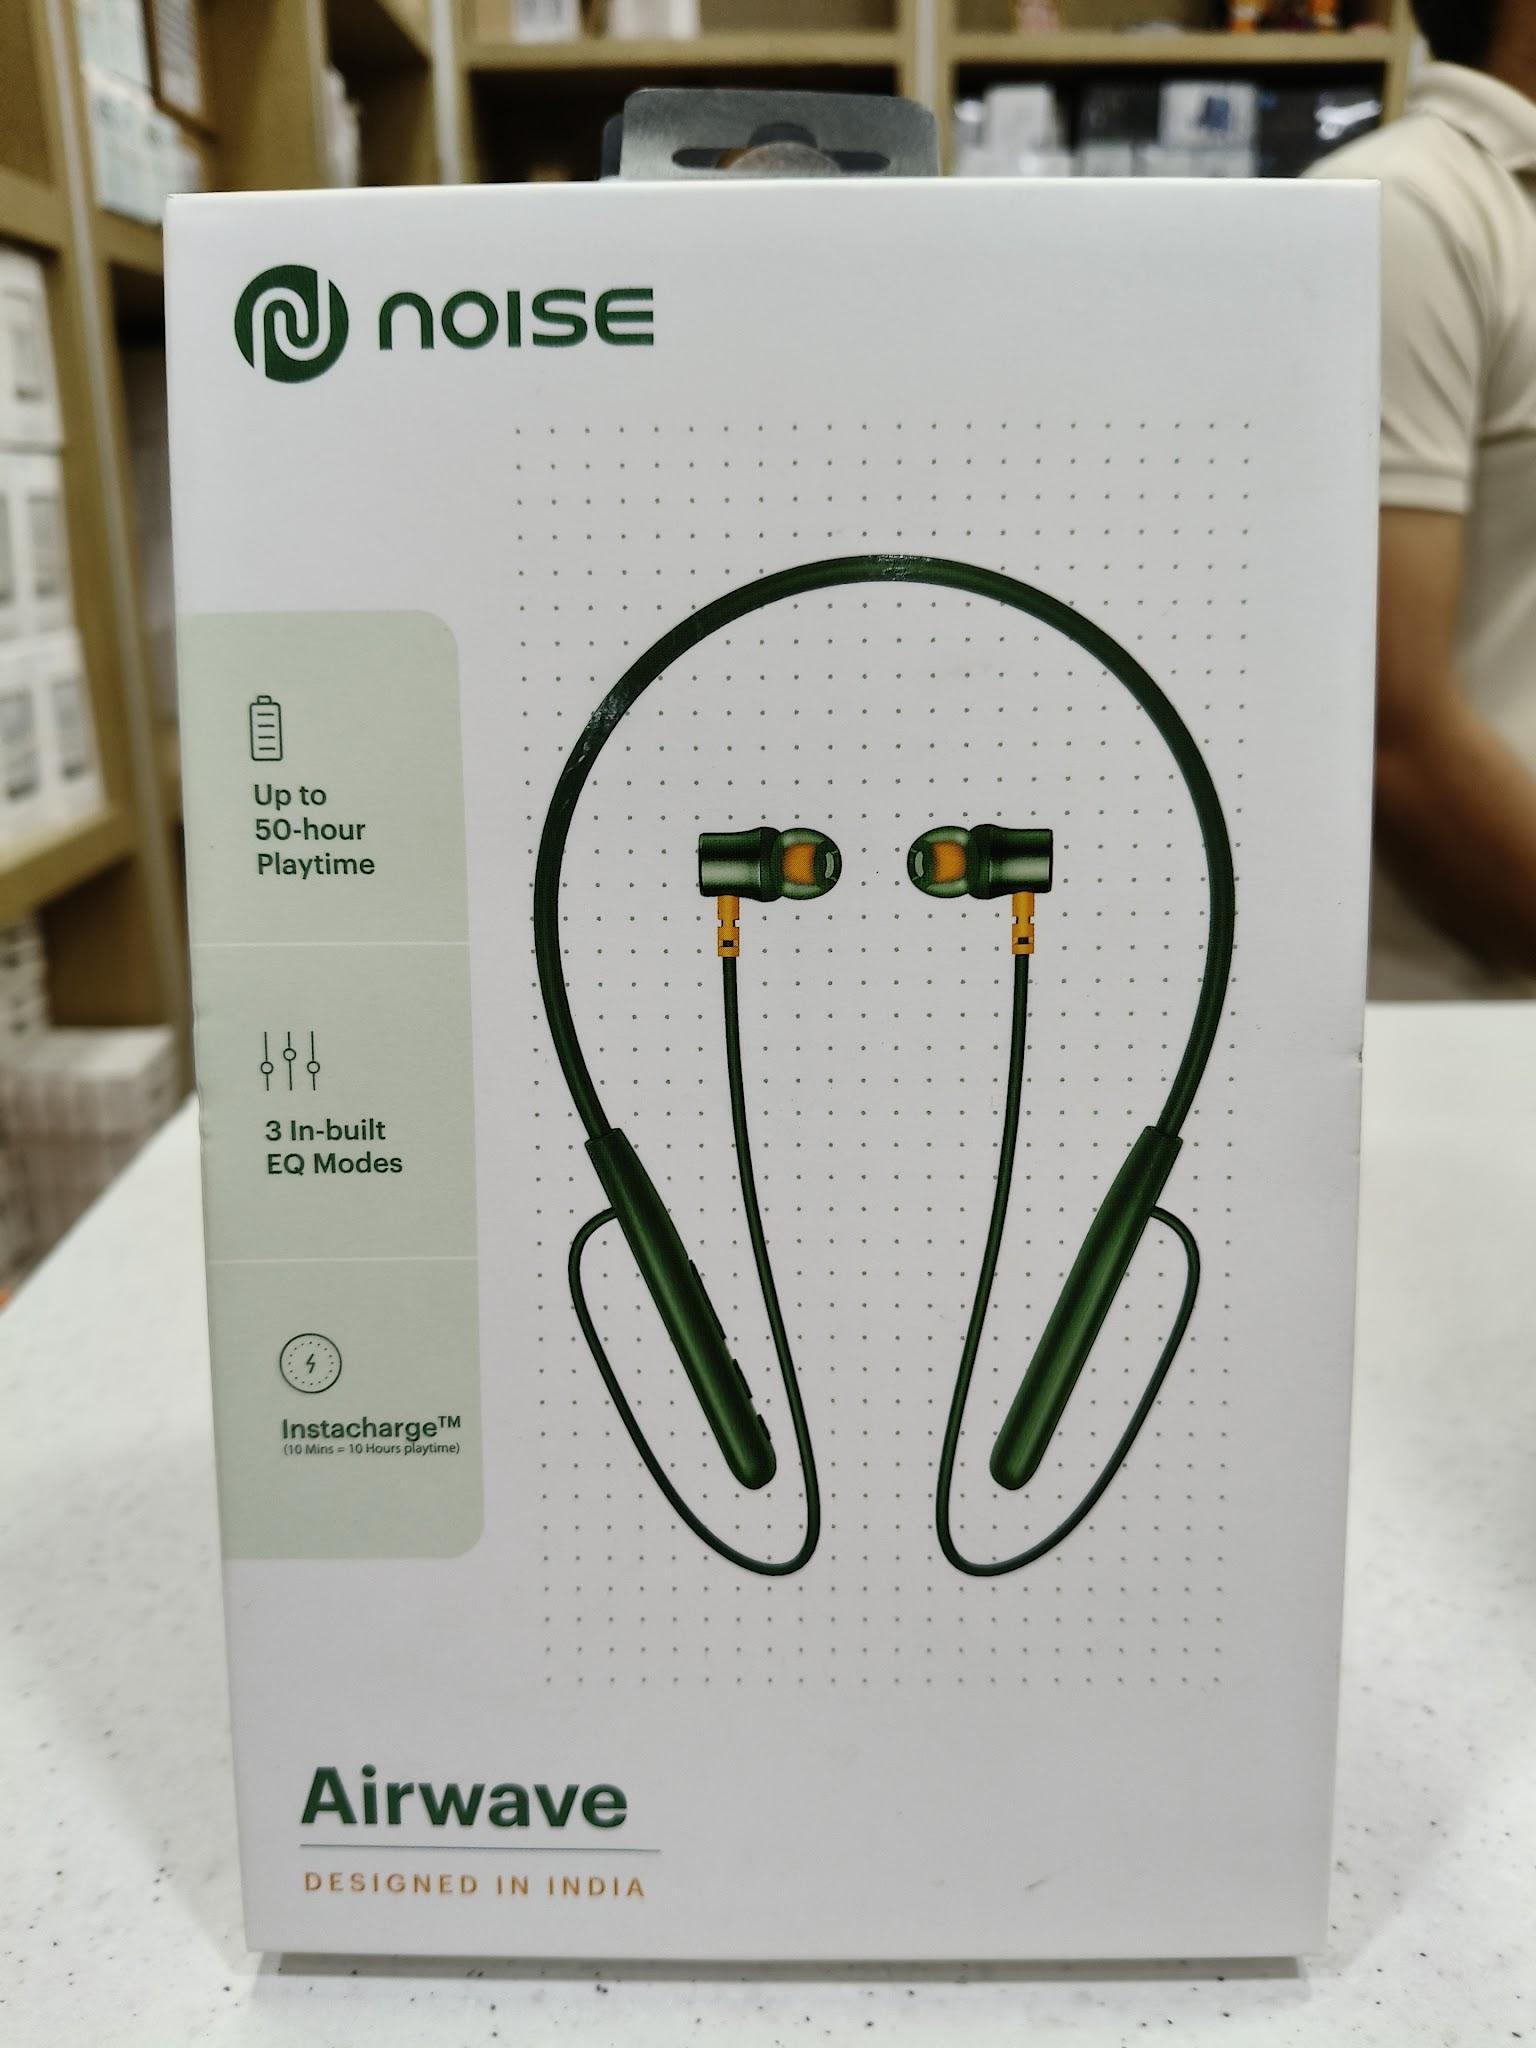 NOISE
Up to
50-hour
Playtime
3 In-built
EQ Modes
Instacharge™
(10 Mins = 10 Hours playtime)
Airwave
DESIGNED IN INDIA